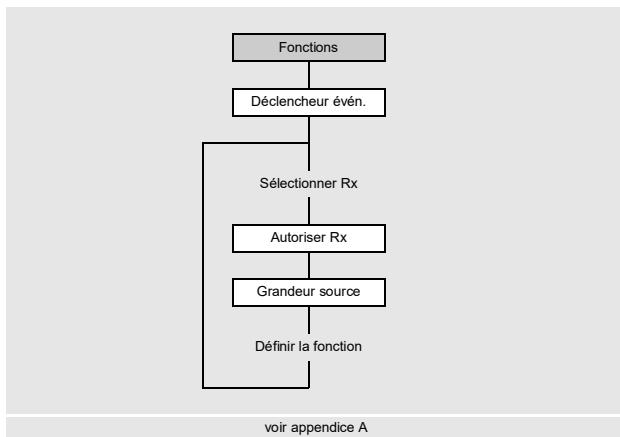 Fonctions
Déclencheur évén.
Sélectionner Rx
Autoriser Rx
Grandeur source
Définir la fonction
voir appendice A